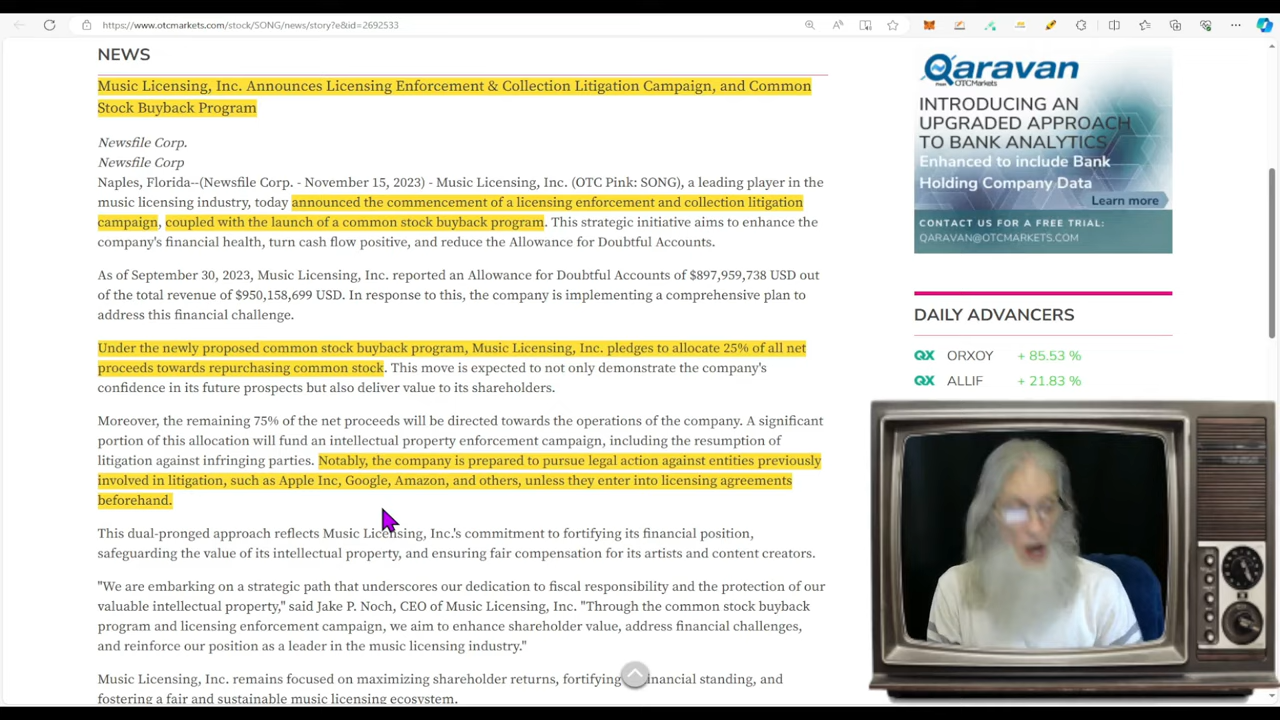 https://www.otcmarkets.com/stock/SONG/news/story?e&id=2692533
NEWS
Music Licensing, Inc. Announces Licensing Enforcement & Collection Litigation Campaign, and Common
Stock Buyback Program
Newsfile Corp.
Newsfile Corp
Naples, Florida--(Newsfile Corp. - November 15, 2023) - Music Licensing, Inc. (OTC Pink: SONG), a leading player in the
music licensing industry, today announced the commencement of a licensing enforcement and collection litigation
campaign, coupled with the launch of a common stock buyback program. This strategic initiative aims to enhance the
company's financial health, turn cash flow positive, and reduce the Allowance for Doubtful Accounts.
As of September 30, 2023, Music Licensing, Inc. reported an Allowance for Doubtful Accounts of $897,959,738 USD out
of the total revenue of $950,158,699 USD. In response to this, the company is implementing a comprehensive plan to
address this financial challenge.
Under the newly proposed common stock buyback program, Music Licensing, Inc. pledges to allocate 25% of all net
proceeds towards repurchasing common stock. This move is expected to not only demonstrate the company's
confidence in its future prospects but also deliver value to its shareholders.
Moreover, the remaining 75% of the net proceeds will be directed towards the operations of the company. A significant
portion of this allocation will fund an intellectual property enforcement campaign, including the resumption of
litigation against infringing parties. Notably, the company is prepared to pursue legal action against entities previously
involved in litigation, such as Apple Inc, Google, Amazon, and others, unless they enter into licensing agreements
beforehand.
This dual-pronged approach reflects Music Licensing, Inc.'s commitment to fortifying its financial position,
safeguarding the value of its intellectual property, and ensuring fair compensation for its artists and content creators.
"We are embarking on a strategic path that underscores our dedication to fiscal responsibility and the protection of our
valuable intellectual property," said Jake P. Noch, CEO of Music Licensing, Inc. "Through the common stock buyback
program and licensing enforcement campaign, we aim to enhance shareholder value, address financial challenges,
and reinforce our position as a leader in the music licensing industry."
Music Licensing, Inc. remains focused on maximizing shareholder returns, fortifying financial standing, and
fostering a fair and sustainable music licensing ecosystem.
Qaravan
OTCMarkets
INTRODUCING AN
UPGRADED APPROACH
TO BANK ANALYTICS
Enhanced to include Bank
Holding Company Data
Learn more
CONTACT US FOR A FREE TRIAL:
QARAVAN@OTCMARKETS.COM
DAILY ADVANCERS
QX ORXOY + 85.53 %
QX ALLIF + 21.83 %